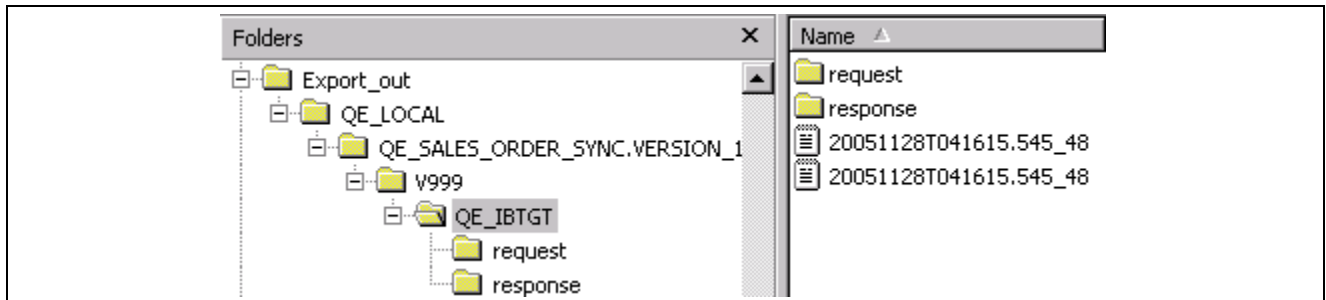 Folders
Export_out
QE_LOCAL
QE_SALES_ORDER_SYNC.VERSION_1
V999
QE_IBTGT
request
response
Name
request
response
20051128T041615.545_48
20051128T041615.545_48